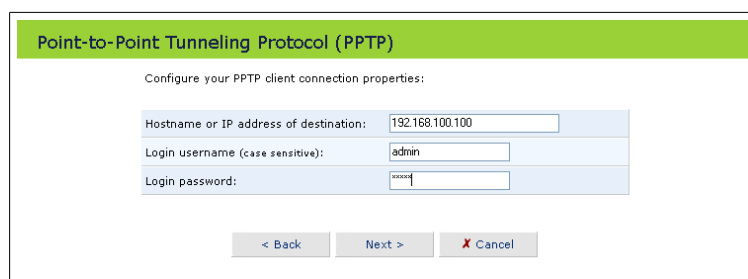 Point-to-Point Tunneling Protocol (PPTP)
Configure your PPTP client connection properties:
Hostname or IP address of destination: 192.168.100.100
Login username (case sensitive): admin
Login password: xxxxx
< Back Next > ✗ Cancel